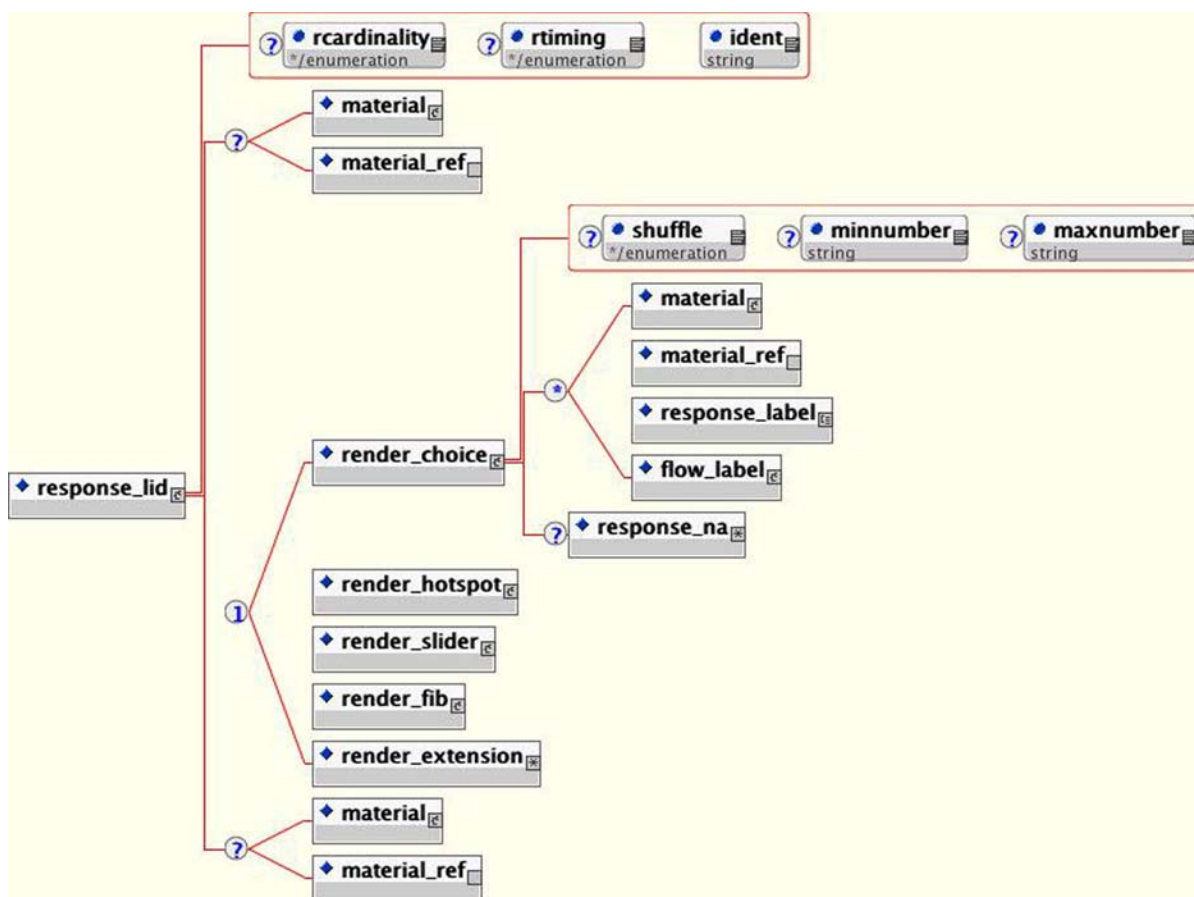 ? rcardinality ? rtiming ident
*/enumeration */enumeration string
material
?
material_ref
? shuffle ? minnumber ? maxnumber
*/enumeration string string
material
material_ref
*
response_label
render_choice
flow_label
response_lid
? response_na
render_hotspot
1
render_slider
render_fib
render_extension
material
?
material_ref